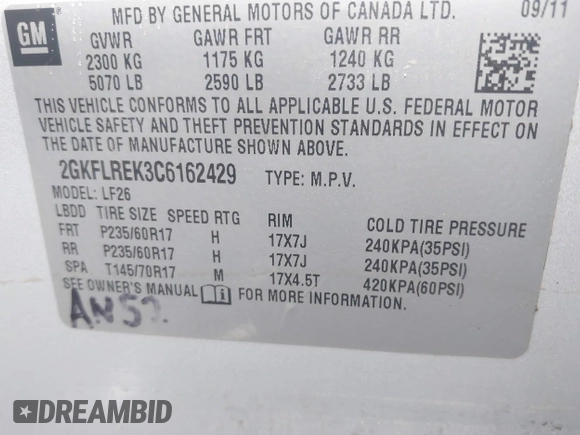 GM
MFD BY GENERAL MOTORS OF CANADA LTD. 09/11
GVWR GAWR FRT GAWR RR
2300 KG 1175 KG 1240 KG
5070 LB 2590 LB 2733 LB
THIS VEHICLE CONFORMS TO ALL APPLICABLE U.S. FEDERAL MOTOR
VEHICLE SAFETY AND THEFT PREVENTION STANDARDS IN EFFECT ON
THE DATE OF MANUFACTURE SHOWN ABOVE.
2GKFLREK3C6162429 TYPE: M.P.V.
MODEL: LF26
LBDD TIRE SIZE SPEED RTG RIM COLD TIRE PRESSURE
FRT P235/60R17 H 17X7J 240KPA(35PSI)
RR P235/60R17 H 17X7J 240KPA(35PSI)
SPA T145/70R17 M 17X4.5T 420KPA(60PSI)
SEE OWNER'S MANUAL i FOR MORE INFORMATION.
DREAMBID